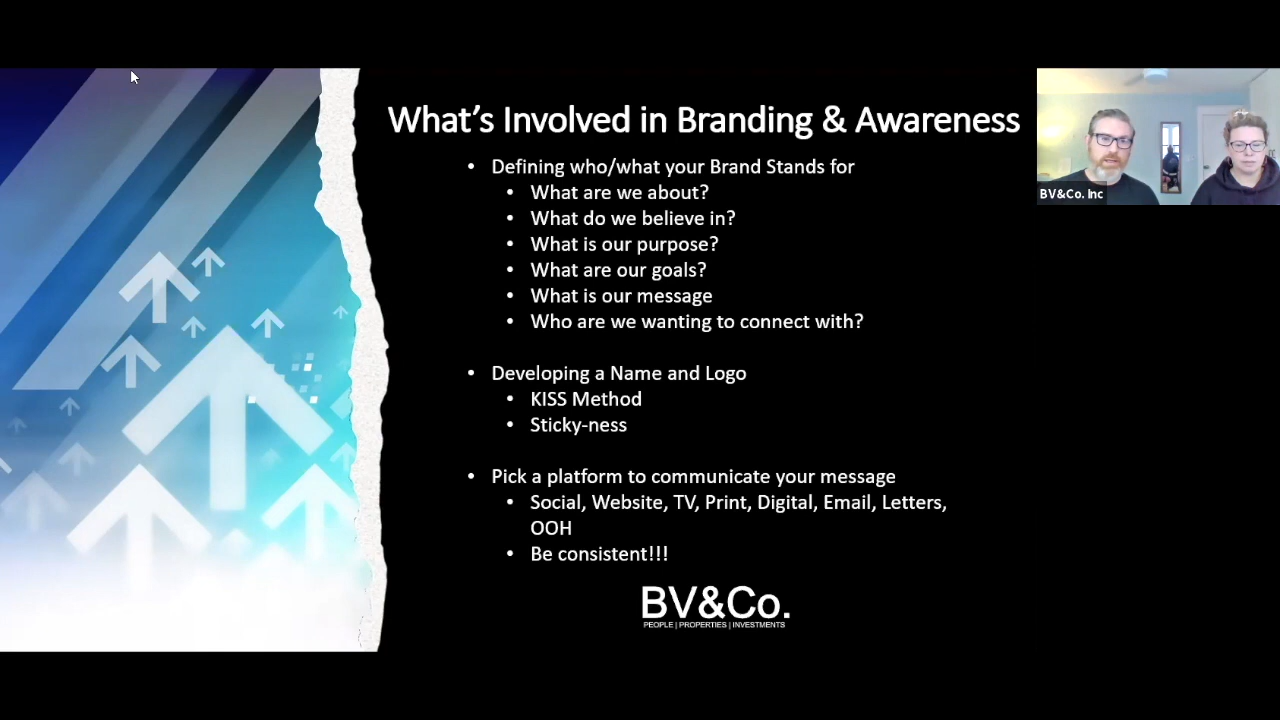 What's Involved in Branding & Awareness
• Defining who/what your Brand Stands for
• What are we about?
• What do we believe in?
• What is our purpose?
• What are our goals?
• What is our message
• Who are we wanting to connect with?
• Developing a Name and Logo
• KISS Method
• Sticky-ness
• Pick a platform to communicate your message
• Social, Website, TV, Print, Digital, Email, Letters,
OOH
• Be consistent!!!
BV&Co.
PEOPLE | PROPERTIES | INVESTMENTS
BV&Co. Inc